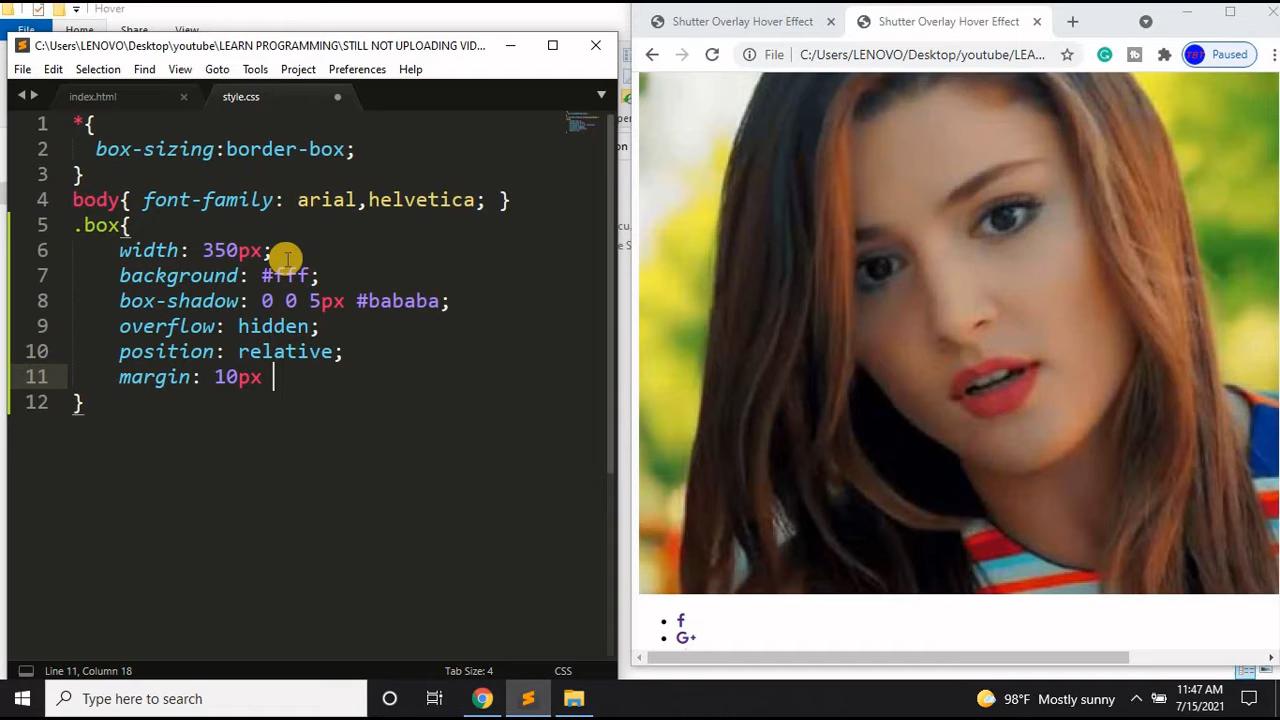 Hover
File Home Share
C:\Users\LENOVO\Desktop\youtube\LEARN PROGRAMMING\STILL NOT UPLOADING VID...
File Edit Selection Find View Goto Tools Project Preferences Help
index.html style.css
1 *{
2 box-sizing:border-box;
3 }
4 body{ font-family: arial,helvetica; }
5 .box{
6 width: 350px;
7 background: #fff;
8 box-shadow: 0 0 5px #bababa;
9 overflow: hidden;
10 position: relative;
11 margin: 10px
12 }
Line 11, Column 18 Tab Size: 4 CSS
Shutter Overlay Hover Effect Shutter Overlay Hover Effect
File C:/Users/LENOVO/Desktop/youtube/LEA... Paused
f
G+
Type here to search
98°F Mostly sunny
11:47 AM
7/15/2021